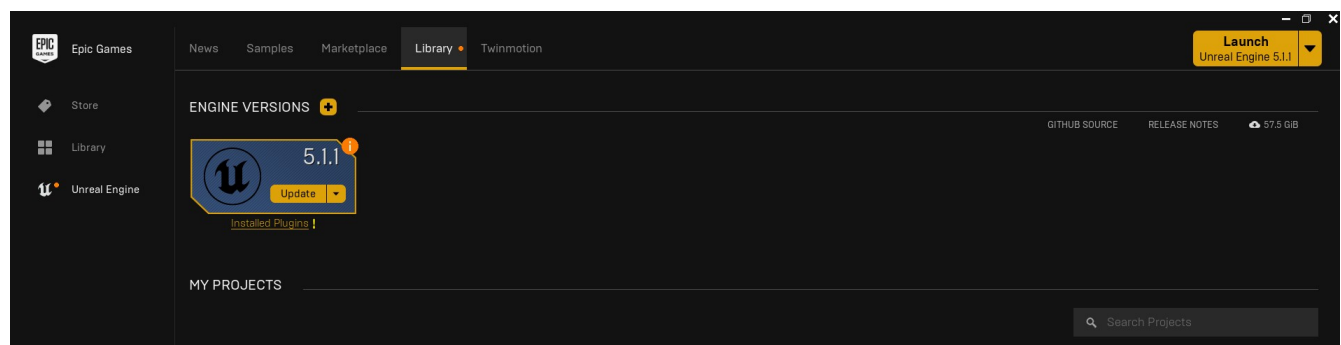 EPIC GAMES
Epic Games
News Samples Marketplace Library Twinmotion
Launch
Unreal Engine 5.1.1
Store
Library
Unreal Engine
ENGINE VERSIONS
GITHUB SOURCE RELEASE NOTES 57.5 GiB
5.1.1
Update
Installed Plugins !
MY PROJECTS
Search Projects